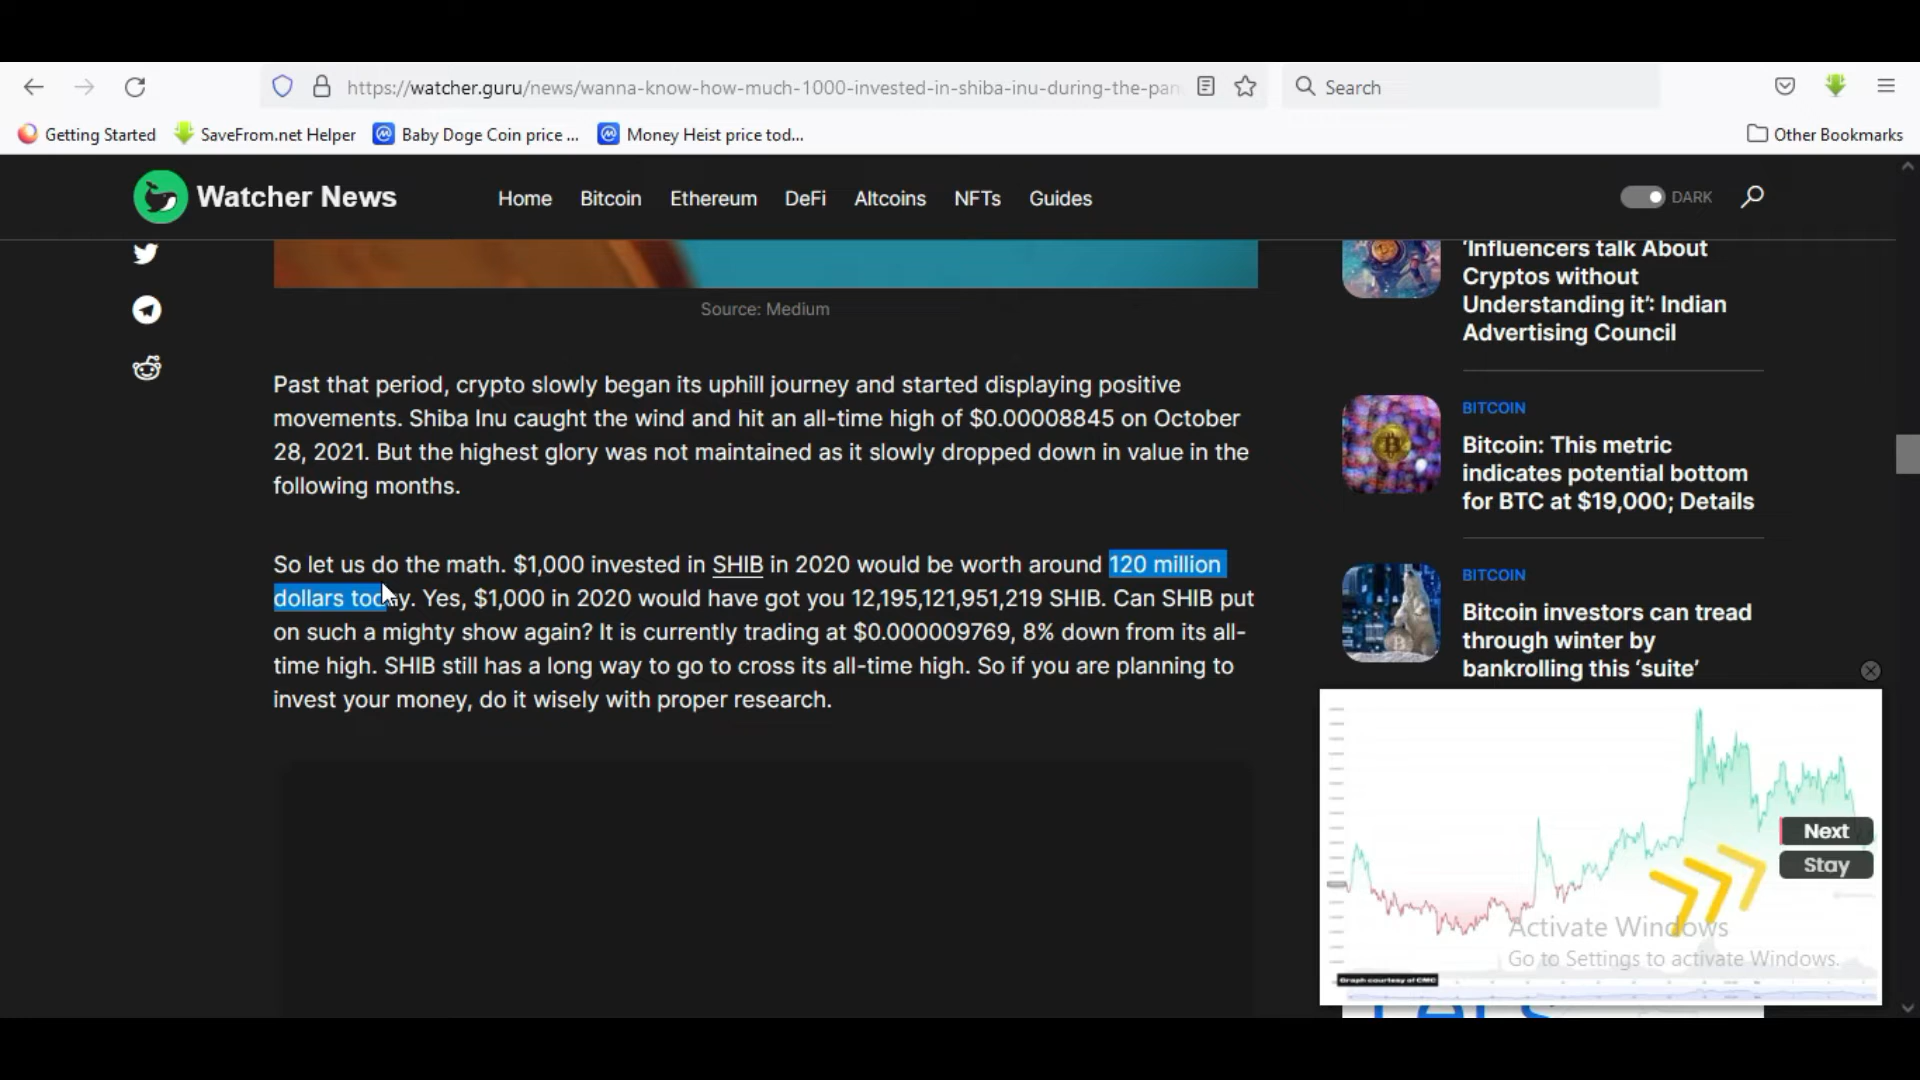 https://watcher.guru/news/wanna-know-how-much-1000-invested-in-shiba-inu-during-the-pan
Search
Getting Started
SaveFrom.net Helper
Baby Doge Coin price ...
Money Heist price tod...
Other Bookmarks
Watcher News
Home
Bitcoin
Ethereum
DeFi
Altcoins
NFTs
Guides
DARK
Source: Medium
Past that period, crypto slowly began its uphill journey and started displaying positive
movements. Shiba Inu caught the wind and hit an all-time high of $0.00008845 on October
28, 2021. But the highest glory was not maintained as it slowly dropped down in value in the
following months.
So let us do the math. $1,000 invested in SHIB in 2020 would be worth around 120 million
dollars today. Yes, $1,000 in 2020 would have got you 12,195,121,951,219 SHIB. Can SHIB put
on such a mighty show again? It is currently trading at $0.000009769, 8% down from its all-
time high. SHIB still has a long way to go to cross its all-time high. So if you are planning to
invest your money, do it wisely with proper research.
‘Influencers talk About
Cryptos without
Understanding it’: Indian
Advertising Council
BITCOIN
Bitcoin: This metric
indicates potential bottom
for BTC at $19,000; Details
BITCOIN
Bitcoin investors can tread
through winter by
bankrolling this ‘suite’
Next
Stay
Activate Windows
Go to Settings to activate Windows.
Graph courtesy of CMC